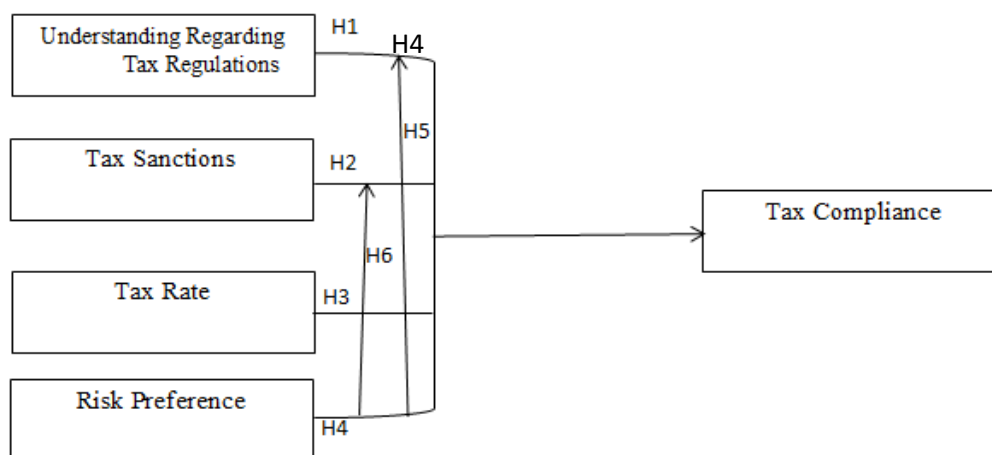 Understanding Regarding
Tax Regulations
H1
H4
H5
Tax Sanctions
H2
Tax Compliance
H6
Tax Rate
H3
Risk Preference
H4